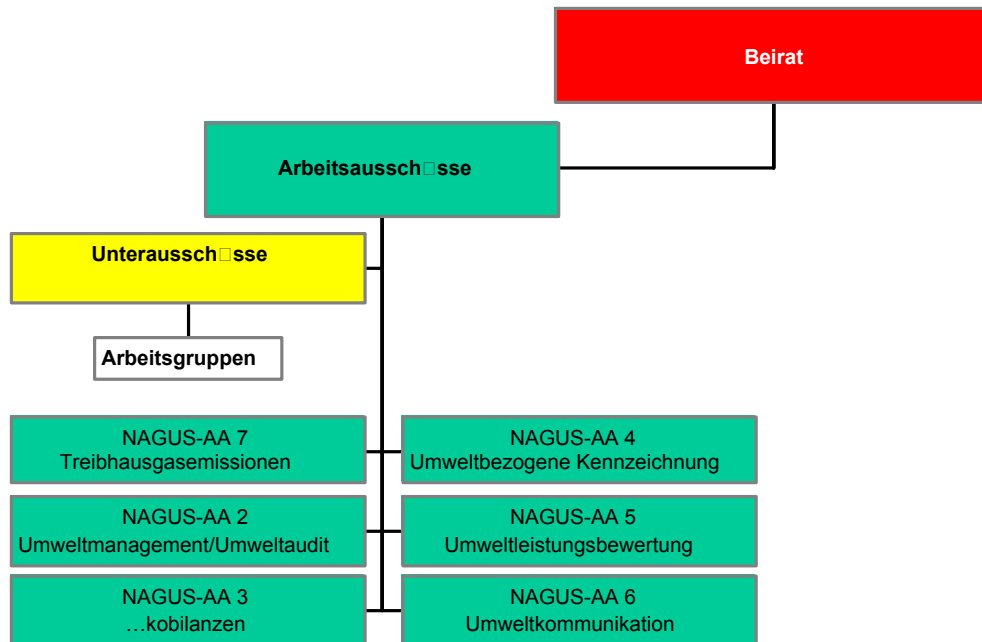 Beirat
Arbeitsaussch□sse
Unteraussch□sse
Arbeitsgruppen
NAGUS-AA 7
Treibhausgasemissionen
NAGUS-AA 4
Umweltbezogene Kennzeichnung
NAGUS-AA 2
Umweltmanagement/Umweltaudit
NAGUS-AA 5
Umweltleistungsbewertung
NAGUS-AA 3
…kobilanzen
NAGUS-AA 6
Umweltkommunikation